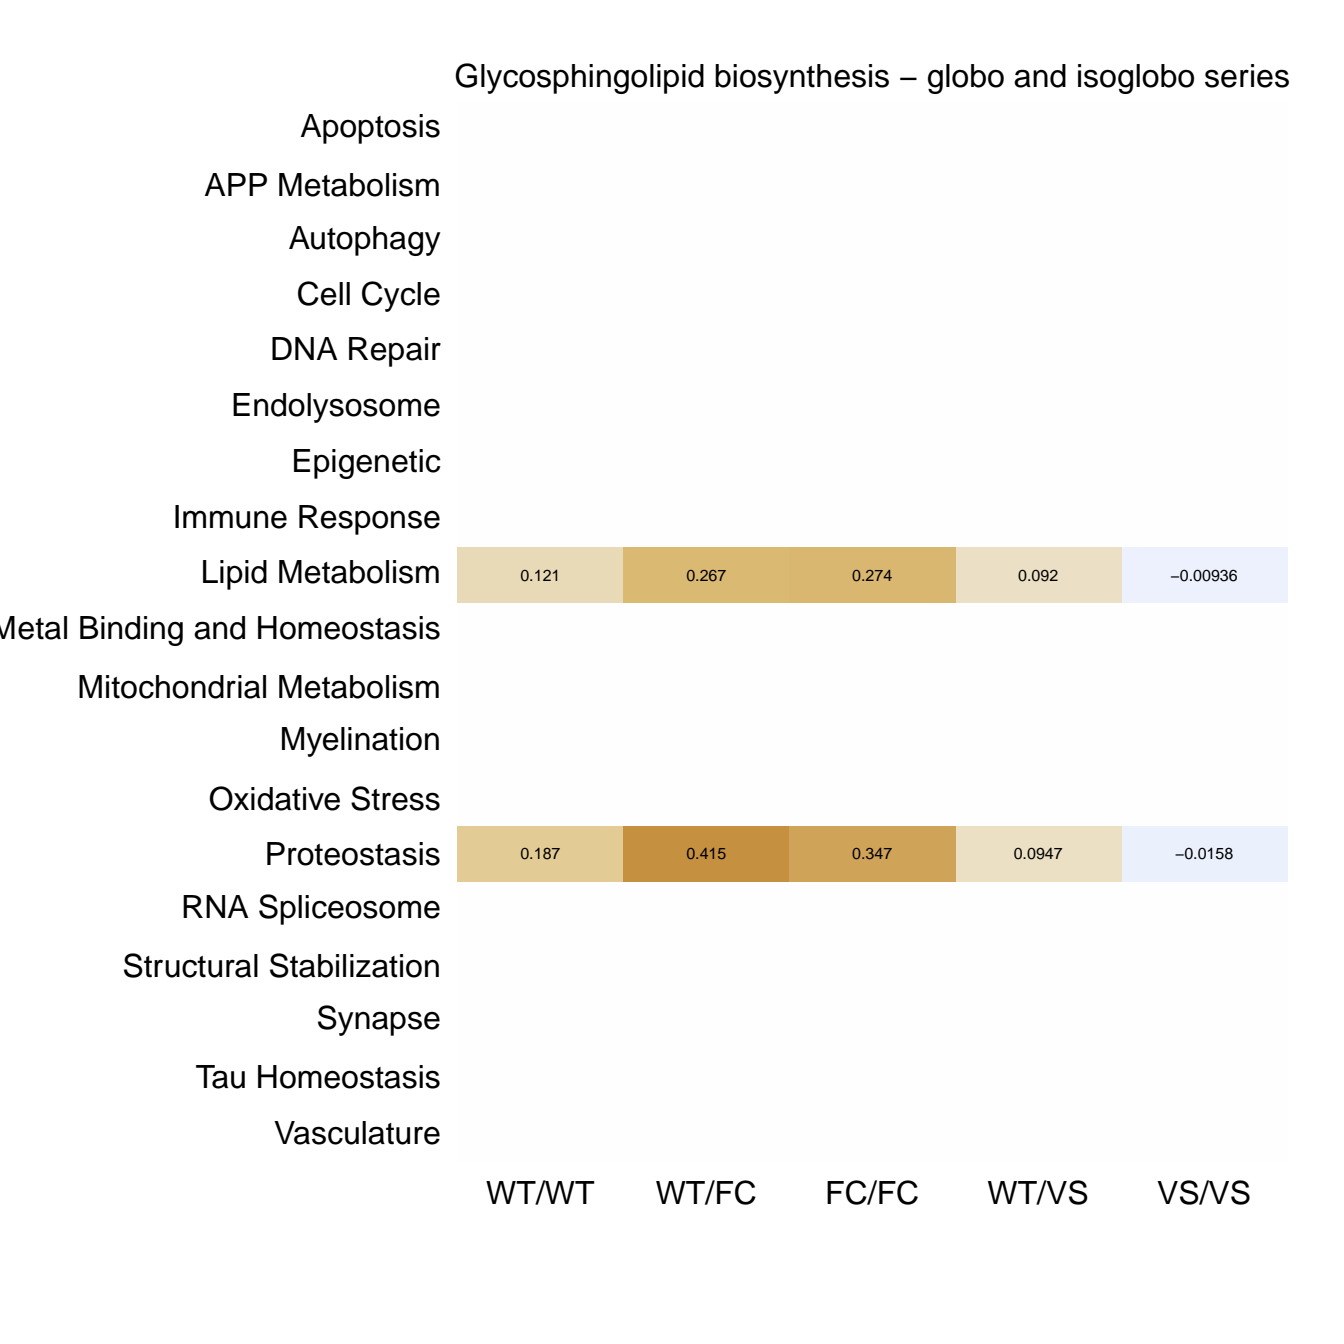 Glycosphingolipid biosynthesis – globo and isoglobo series
Apoptosis
APP Metabolism
Autophagy
Cell Cycle
DNA Repair
Endolysosome
Epigenetic
Immune Response
Lipid Metabolism 0.121 0.267 0.274 0.092 −0.00936
Metal Binding and Homeostasis
Mitochondrial Metabolism
Myelination
Oxidative Stress
Proteostasis 0.187 0.415 0.347 0.0947 −0.0158
RNA Spliceosome
Structural Stabilization
Synapse
Tau Homeostasis
Vasculature
WT/WT WT/FC FC/FC WT/VS VS/VS